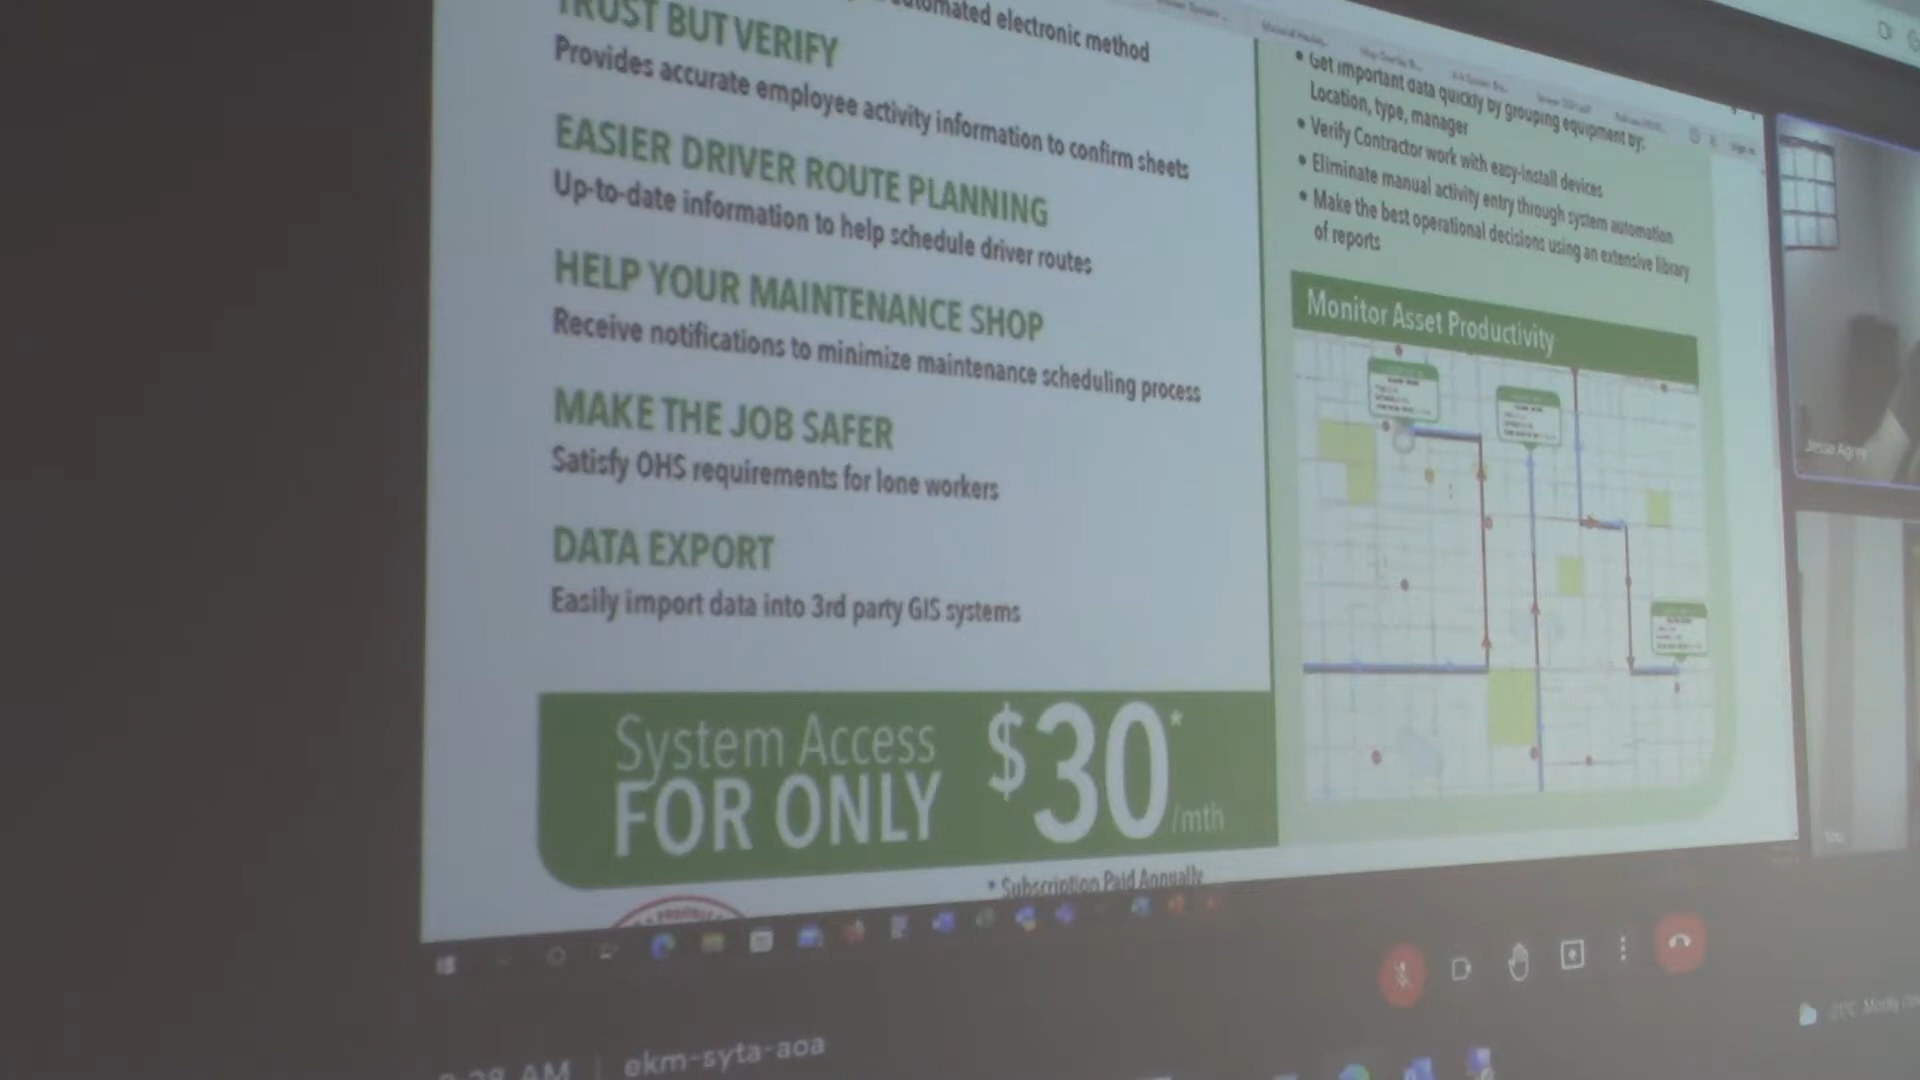 automated electronic method
TRUST BUT VERIFY
Provides accurate employee activity information to confirm sheets
EASIER DRIVER ROUTE PLANNING
Up-to-date information to help schedule driver routes
HELP YOUR MAINTENANCE SHOP
Receive notifications to minimize maintenance scheduling process
MAKE THE JOB SAFER
Satisfy OHS requirements for lone workers
DATA EXPORT
Easily import data into 3rd party GIS systems
System Access
FOR ONLY
$30*
/mth
* Subscription Paid Annually
• Get important data quickly by grouping equipment by:
Location, type, manager
• Verify Contractor work with easy-install devices
• Eliminate manual activity entry through system automation
• Make the best operational decisions using an extensive library
of reports
Monitor Asset Productivity
:28 AM | ekm-syta-aoa